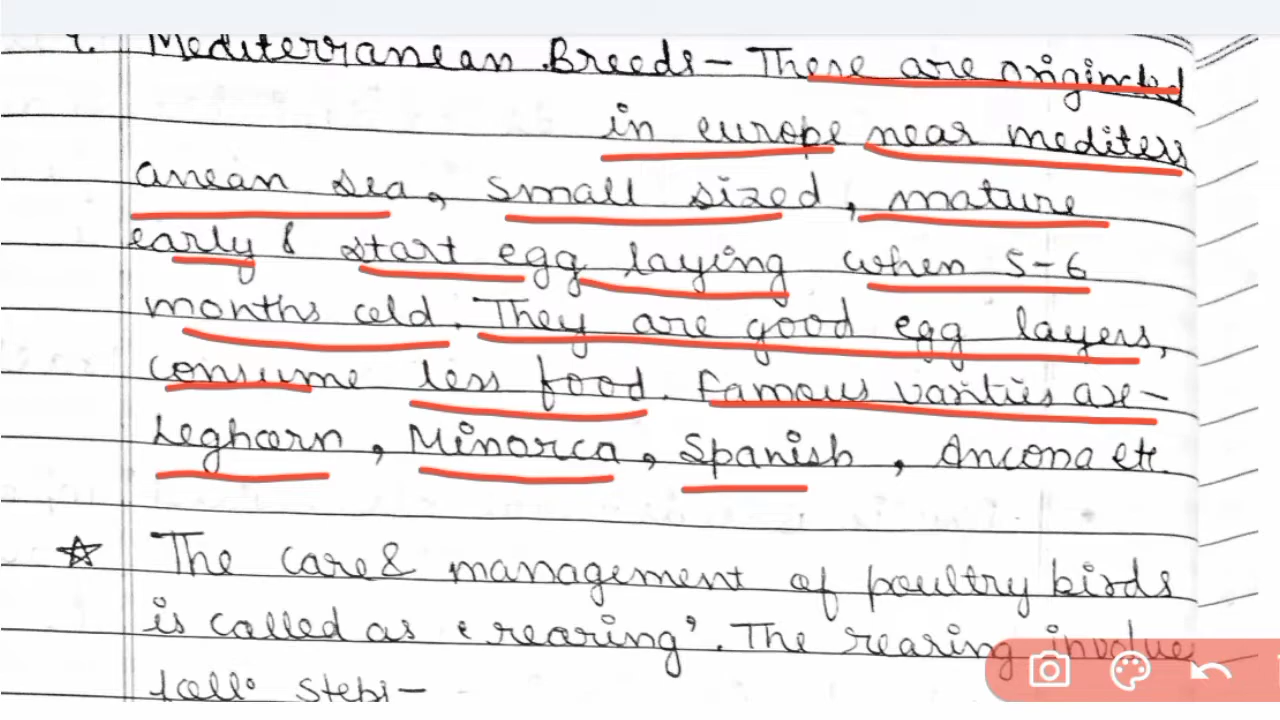 4. Mediterranean Breeds- These are originated
in europe near mediterr
anean sea, small sized, mature
early & start egg laying when 5-6
months old. They are good egg layers,
consume less food. Famous varities are-
Leghorn, Minorca, Spanish, Ancona etc.
☆ The care & management of poultry birds
is called as 'rearing'. The rearing involve
foll° steps-